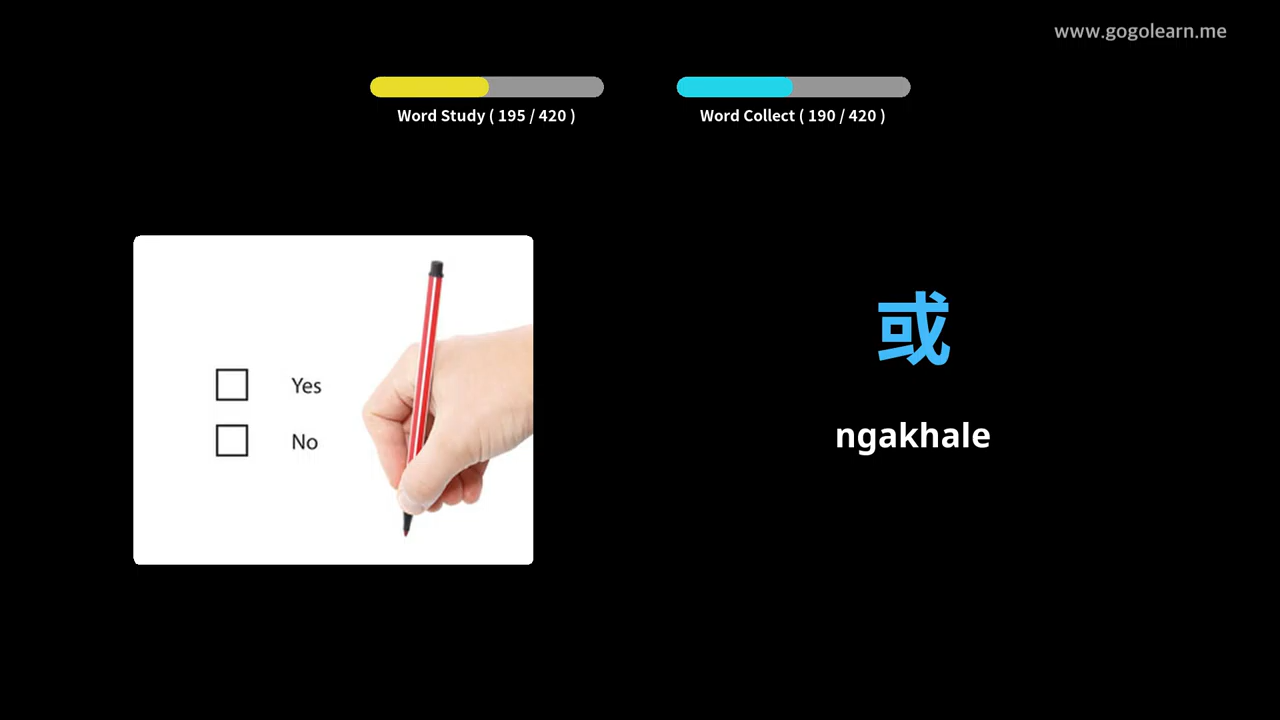 www.gogolearn.me
Word Study ( 195 / 420 )
Word Collect ( 190 / 420 )
Yes
No
或
ngakhale